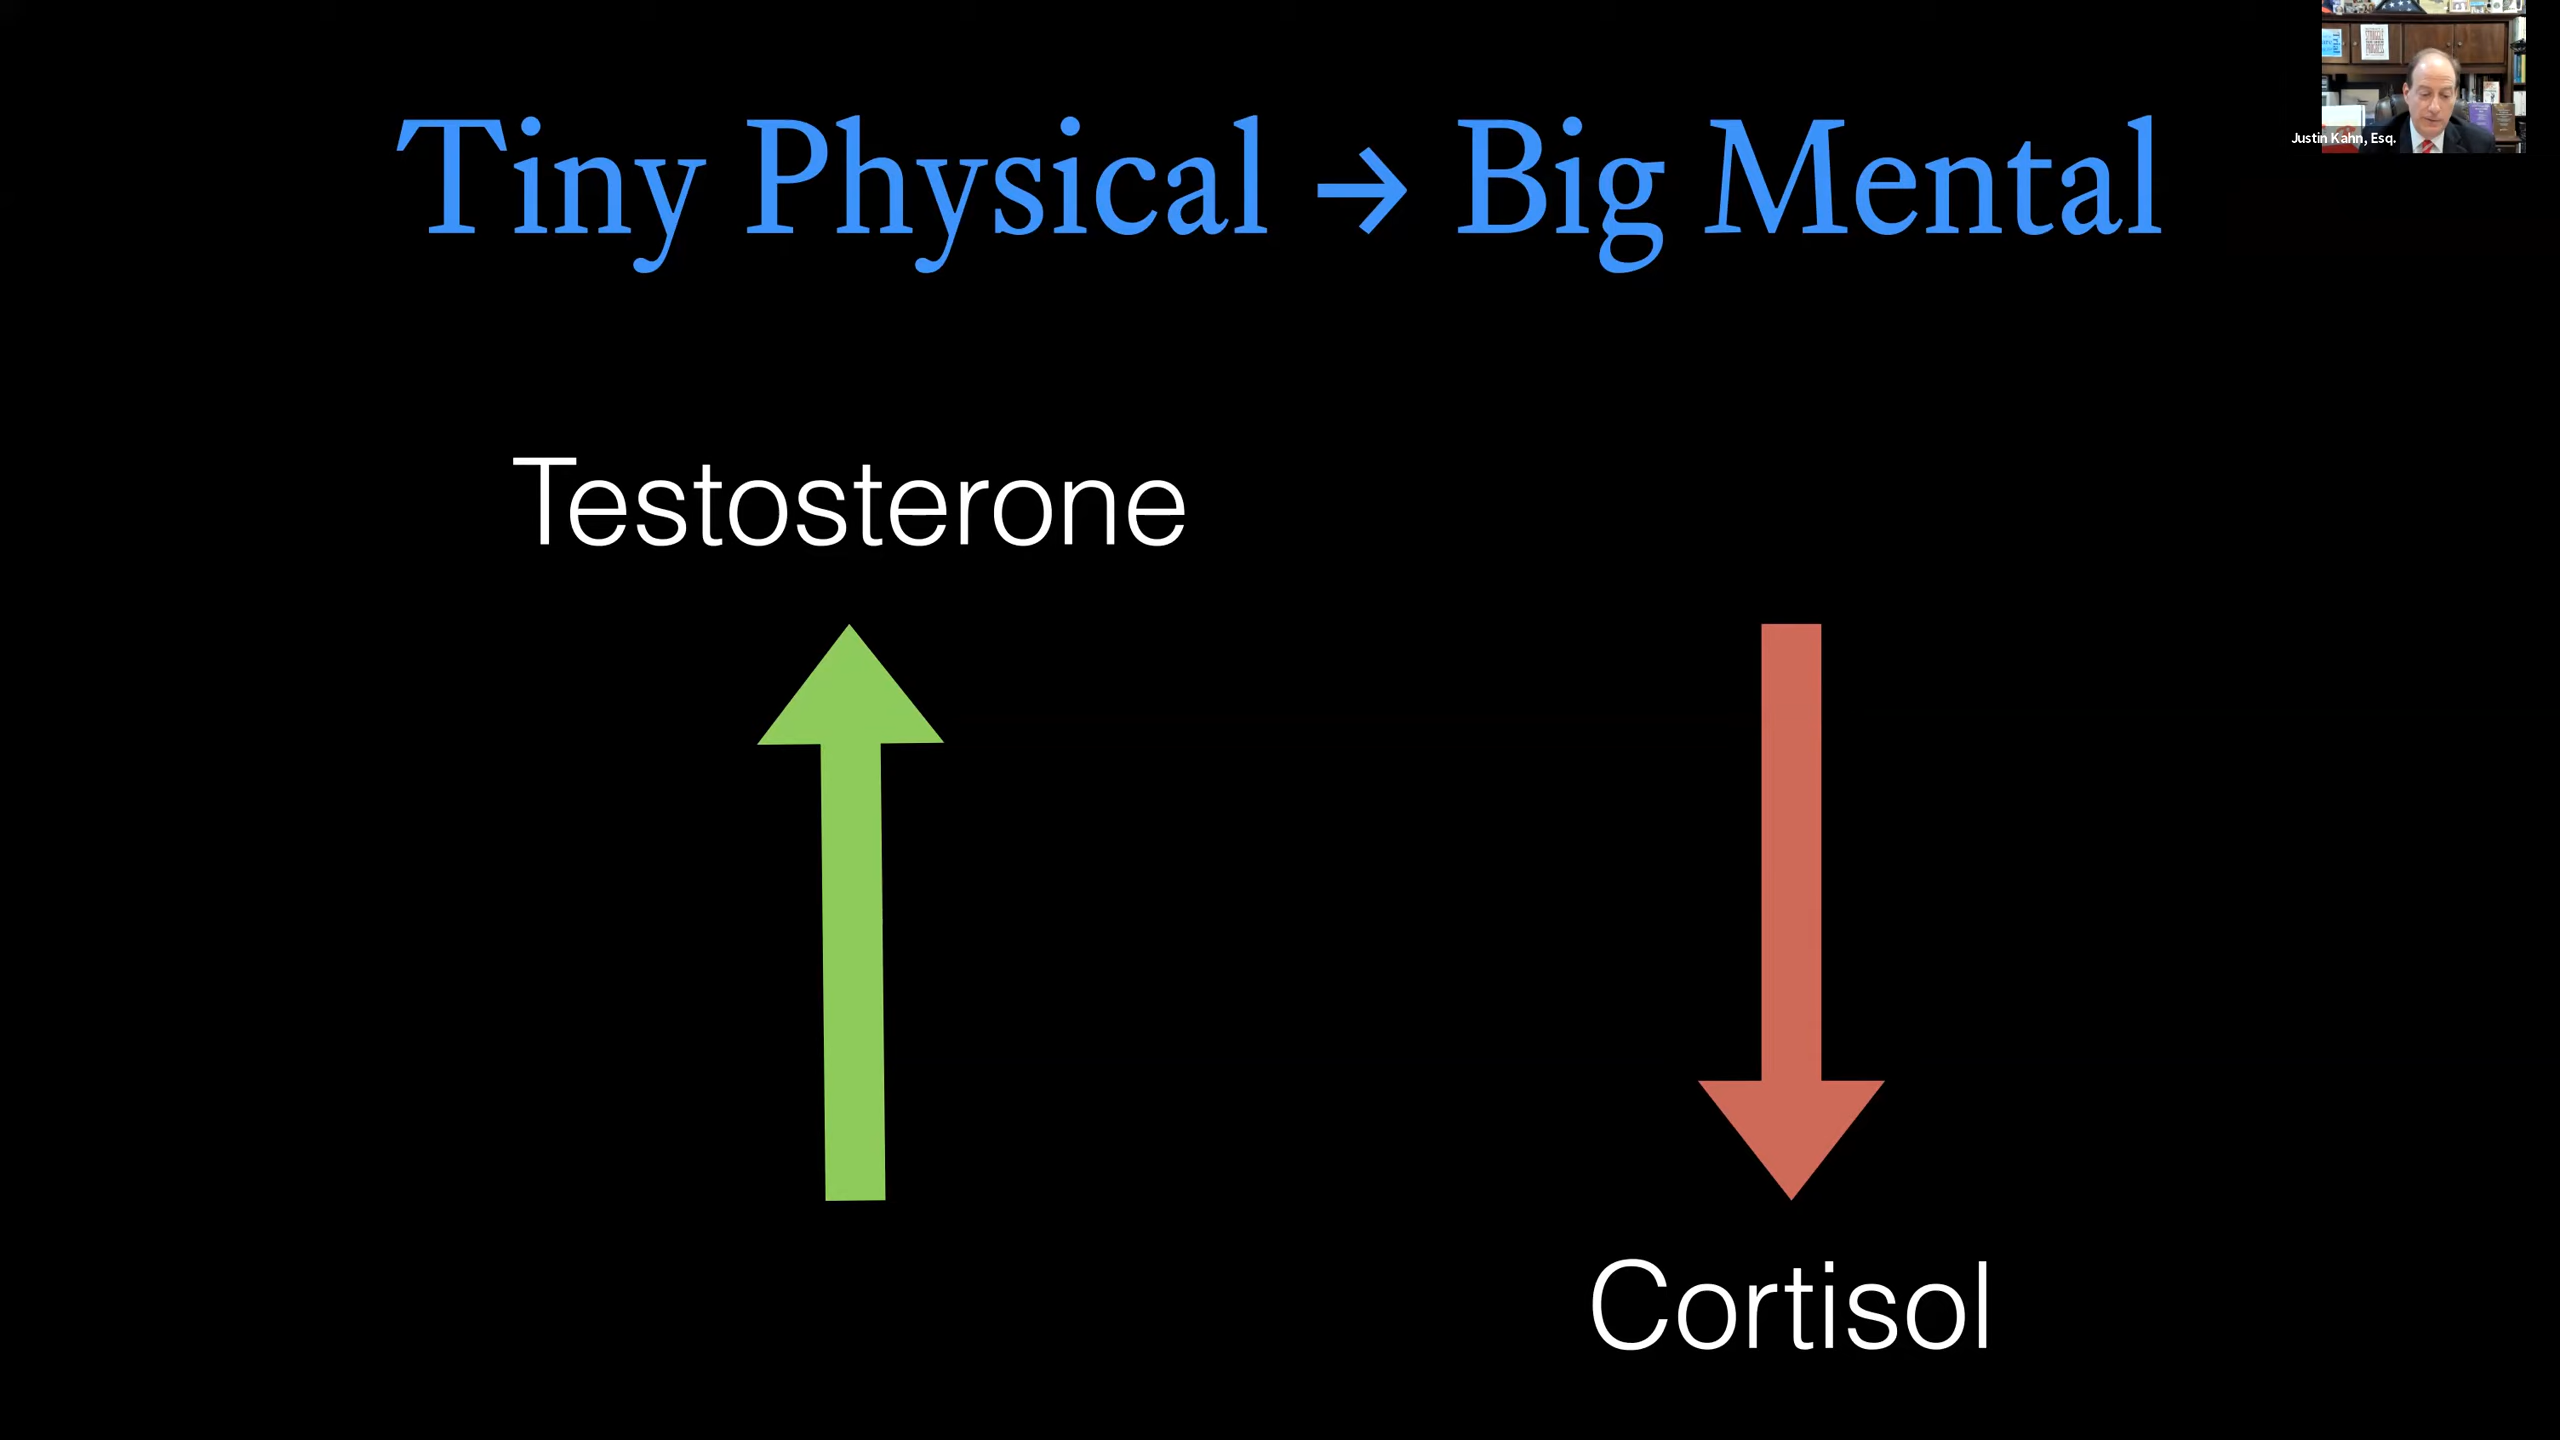 Tiny Physical → Big Mental
Justin Kahn, Esq.
Testosterone
Cortisol